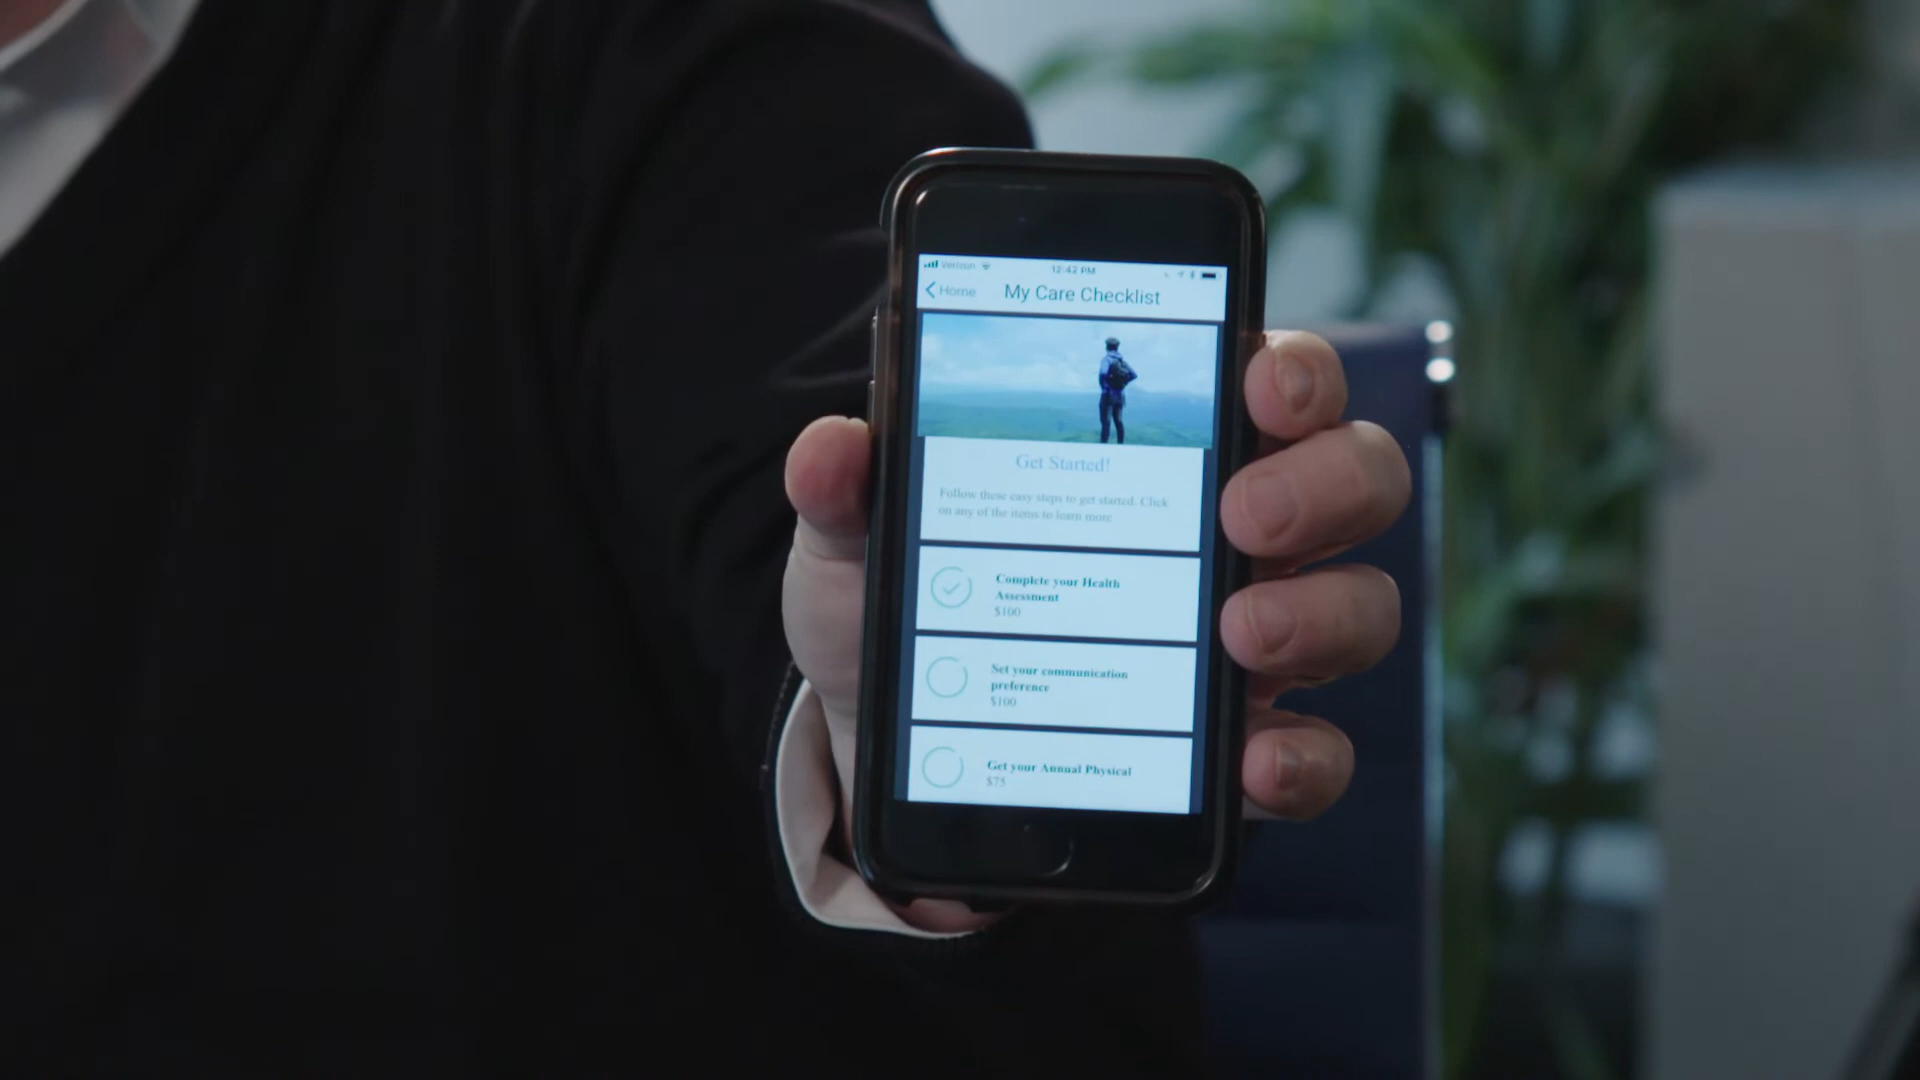 Verizon 12:42 PM
Home My Care Checklist
Get Started!
Follow these easy steps to get started. Click
on any of the items to learn more
Complete your Health
Assessment
$100
Set your communication
preference
$100
Get your Annual Physical
$75